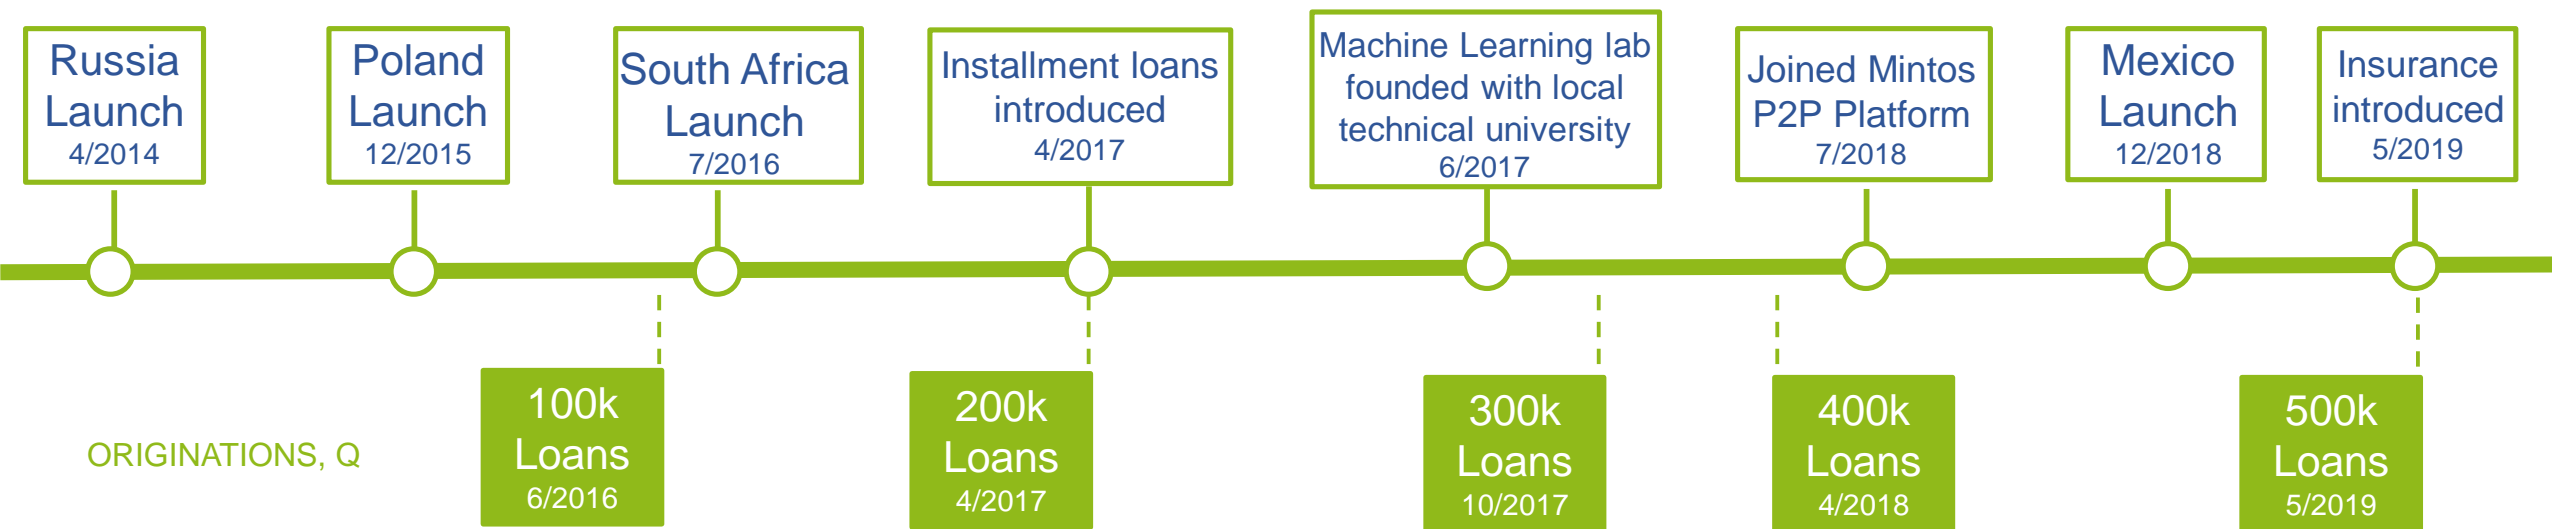 Russia
Launch
4/2014
Poland
Launch
12/2015
South Africa
Launch
7/2016
Installment loans
introduced
4/2017
Machine Learning lab
founded with local
technical university
6/2017
Joined Mintos
P2P Platform
7/2018
Mexico
Launch
12/2018
Insurance
introduced
5/2019
ORIGINATIONS, Q
100k
Loans
6/2016
200k
Loans
4/2017
300k
Loans
10/2017
400k
Loans
4/2018
500k
Loans
5/2019